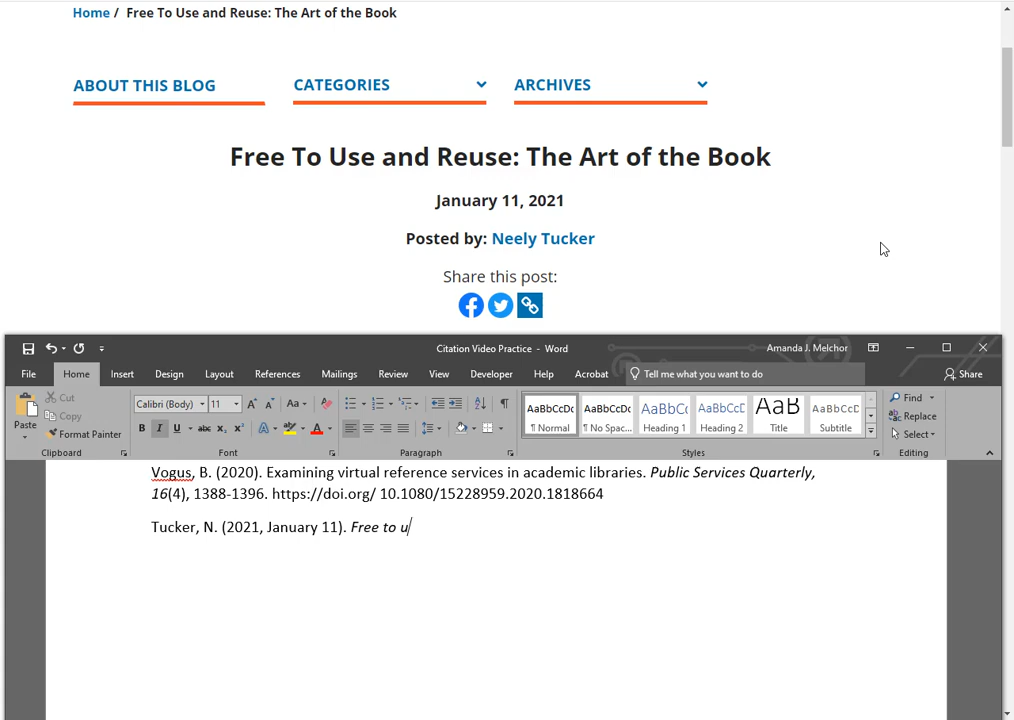 Home / Free To Use and Reuse: The Art of the Book
ABOUT THIS BLOG CATEGORIES ARCHIVES
Free To Use and Reuse: The Art of the Book
January 11, 2021
Posted by: Neely Tucker
Share this post:
Citation Video Practice - Word Amanda J. Melchor
File Home Insert Design Layout References Mailings Review View Developer Help Acrobat Tell me what you want to do Share
Paste Cut Copy Format Painter
Clipboard
Calibri (Body) 11 A A Aa A
B I U abc x₂ x² A A
Font
Paragraph
AaBbCcDc AaBbCcDc AaBbCc AaBbCcE AaB AaBbCcD
¶ Normal ¶ No Spac... Heading 1 Heading 2 Title Subtitle
Styles
Find
Replace
Select
Editing
Vogus, B. (2020). Examining virtual reference services in academic libraries. Public Services Quarterly,
16(4), 1388-1396. https://doi.org/ 10.1080/15228959.2020.1818664
Tucker, N. (2021, January 11). Free to u